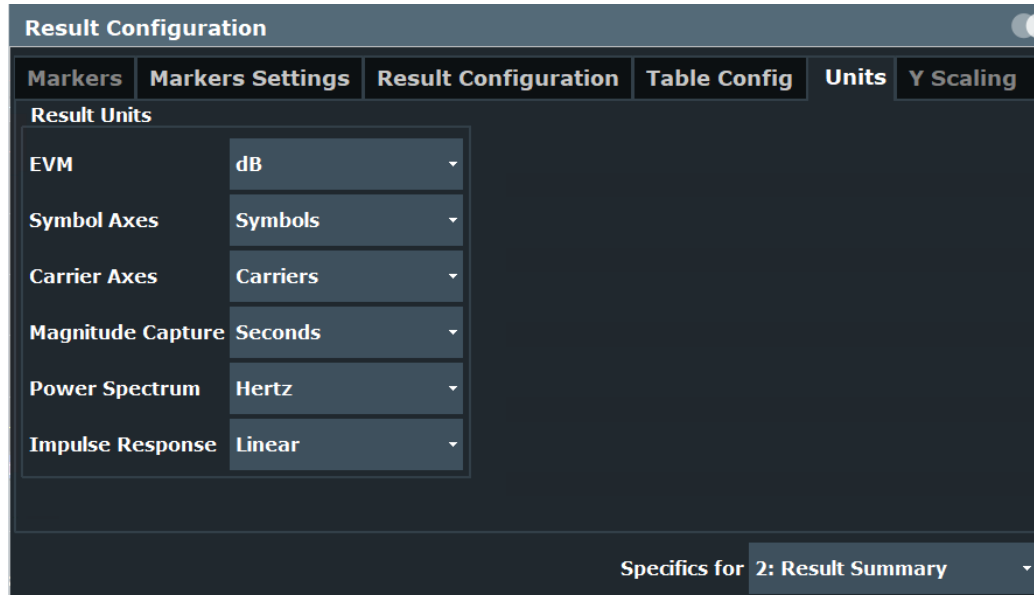 Result Configuration
Markers Markers Settings Result Configuration Table Config Units Y Scaling
Result Units
EVM dB
Symbol Axes Symbols
Carrier Axes Carriers
Magnitude Capture Seconds
Power Spectrum Hertz
Impulse Response Linear
Specifics for 2: Result Summary